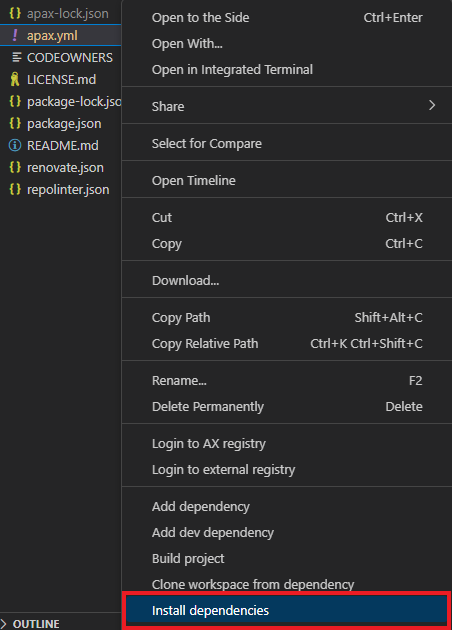 apax-lock.json
apax.yml
CODEOWNERS
LICENSE.md
package-lock.jso
package.json
README.md
renovate.json
repolinter.json
OUTLINE
Open to the Side Ctrl+Enter
Open With...
Open in Integrated Terminal
Share
Select for Compare
Open Timeline
Cut Ctrl+X
Copy Ctrl+C
Download...
Copy Path Shift+Alt+C
Copy Relative Path Ctrl+K Ctrl+Shift+C
Rename... F2
Delete Permanently Delete
Login to AX registry
Login to external registry
Add dependency
Add dev dependency
Build project
Clone workspace from dependency
Install dependencies